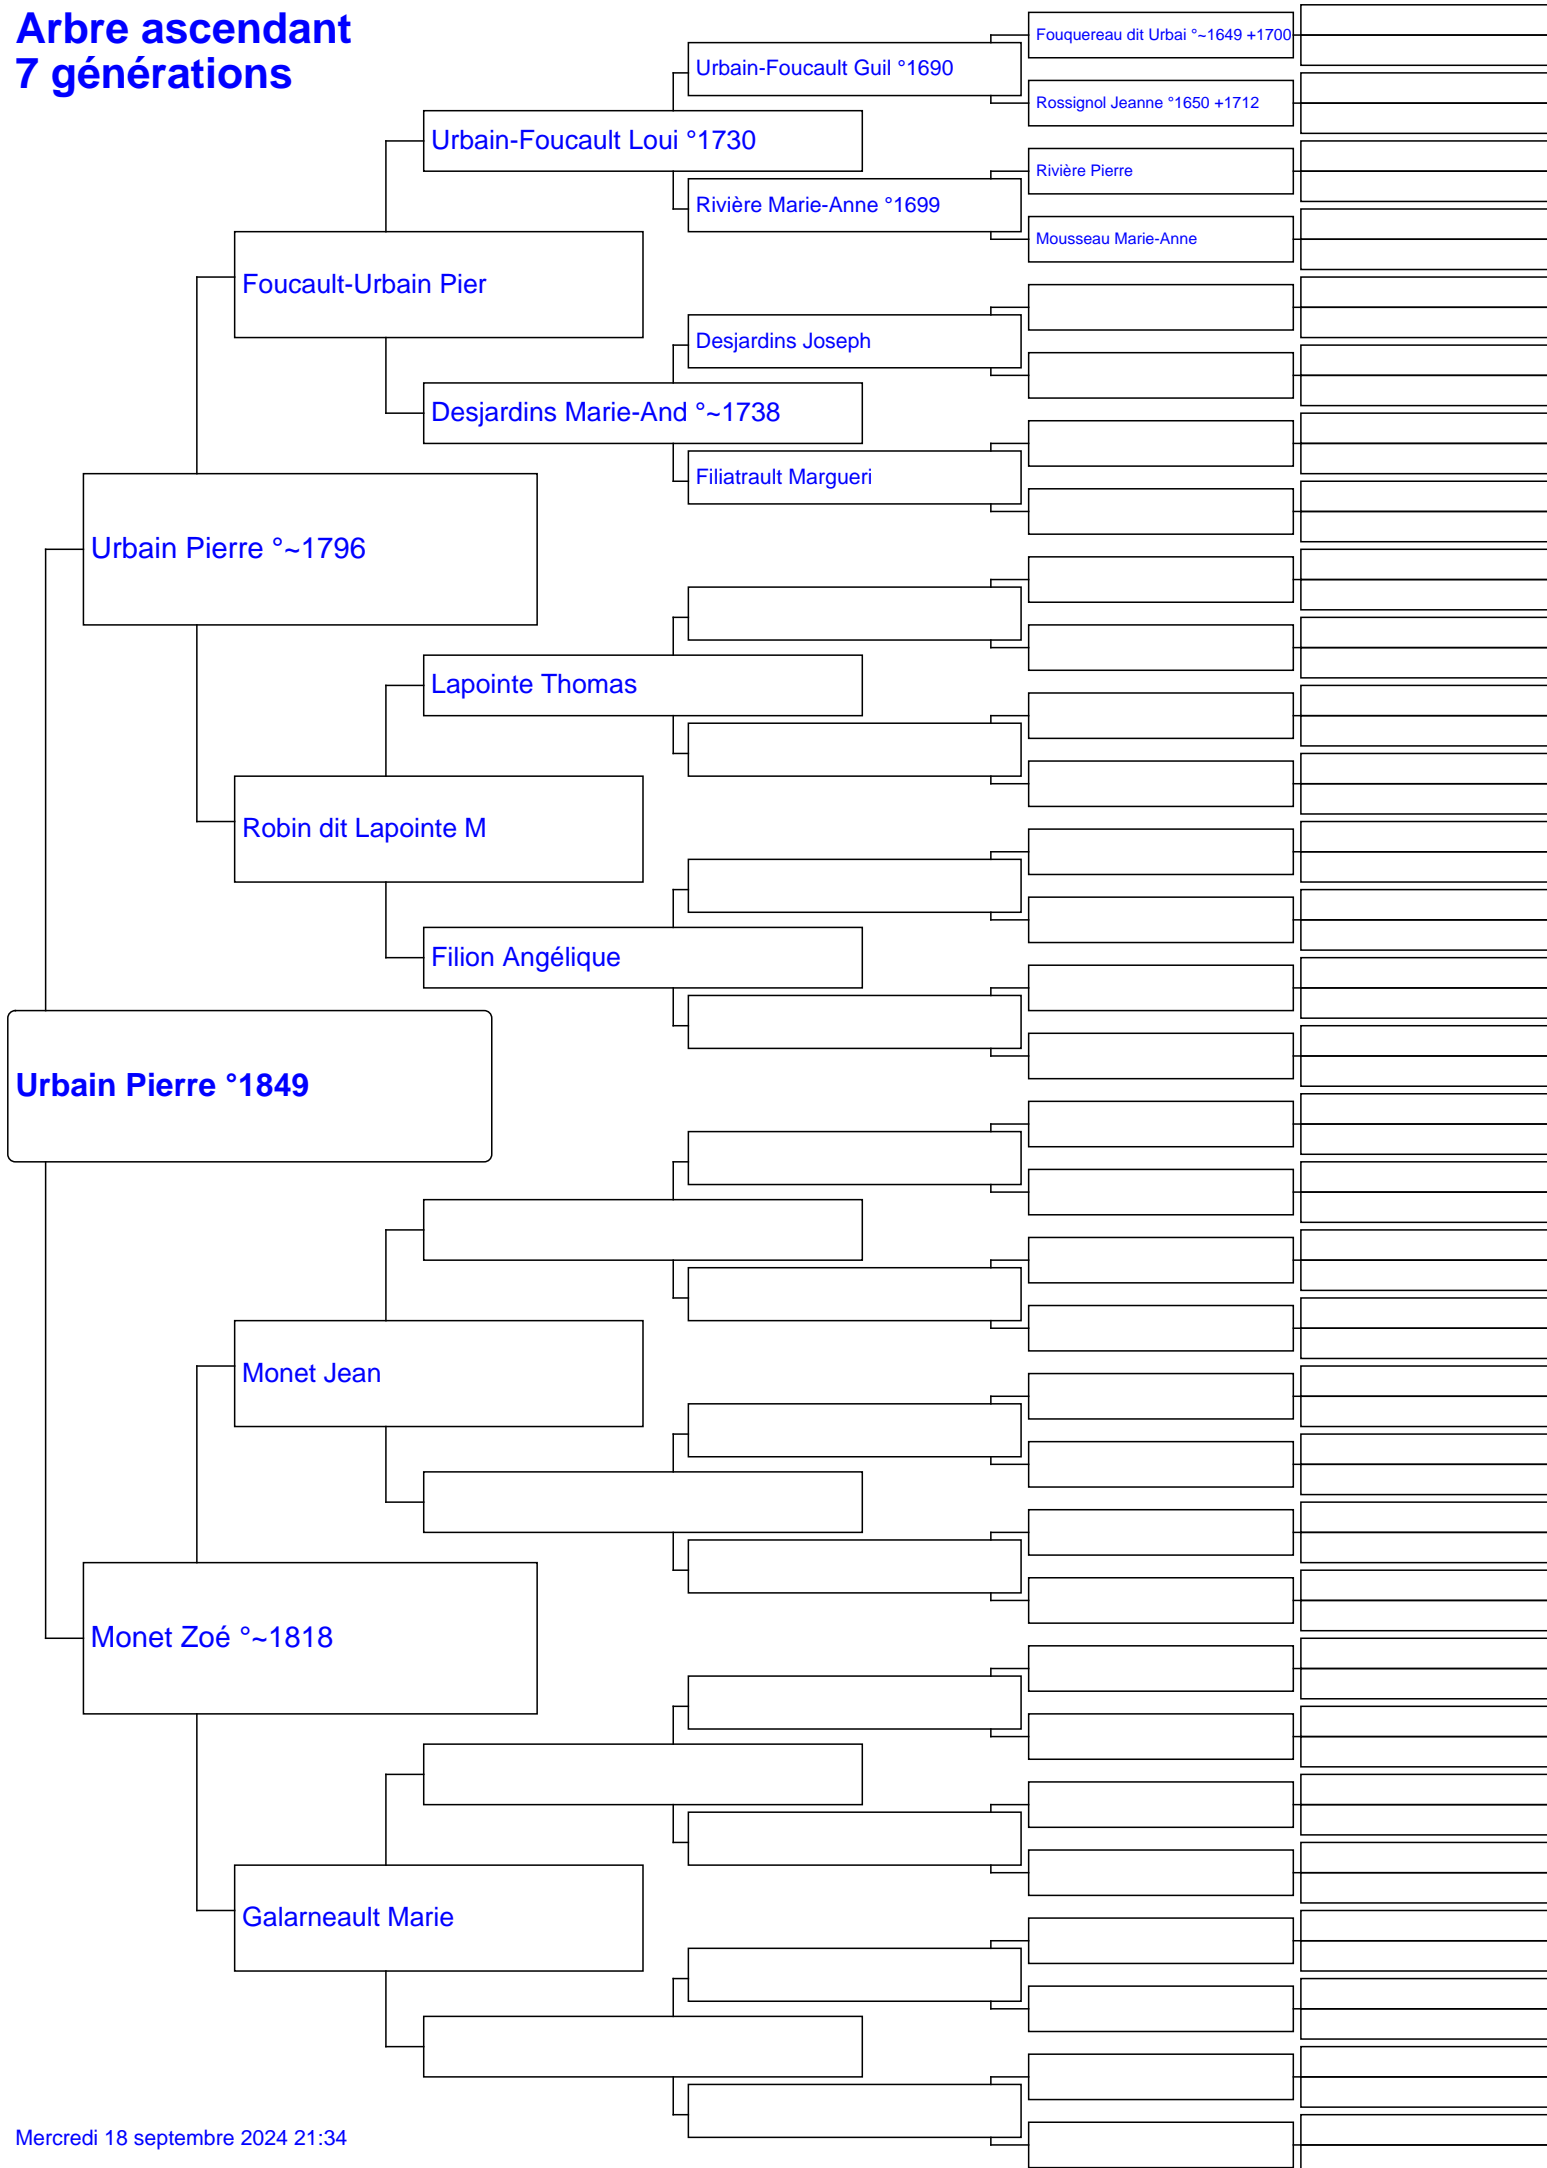 Arbre ascendant
7 générations
Fouquereau dit Urbai °~1649 +1700
Urbain-Foucault Guil °1690
Rossignol Jeanne °1650 +1712
Urbain-Foucault Loui °1730
Rivière Pierre
Rivière Marie-Anne °1699
Mousseau Marie-Anne
Foucault-Urbain Pier
Desjardins Joseph
Desjardins Marie-And °~1738
Filiatrault Margueri
Urbain Pierre °~1796
Lapointe Thomas
Robin dit Lapointe M
Filion Angélique
Urbain Pierre °1849
Monet Jean
Monet Zoé °~1818
Galarneault Marie
Mercredi 18 septembre 2024 21:34